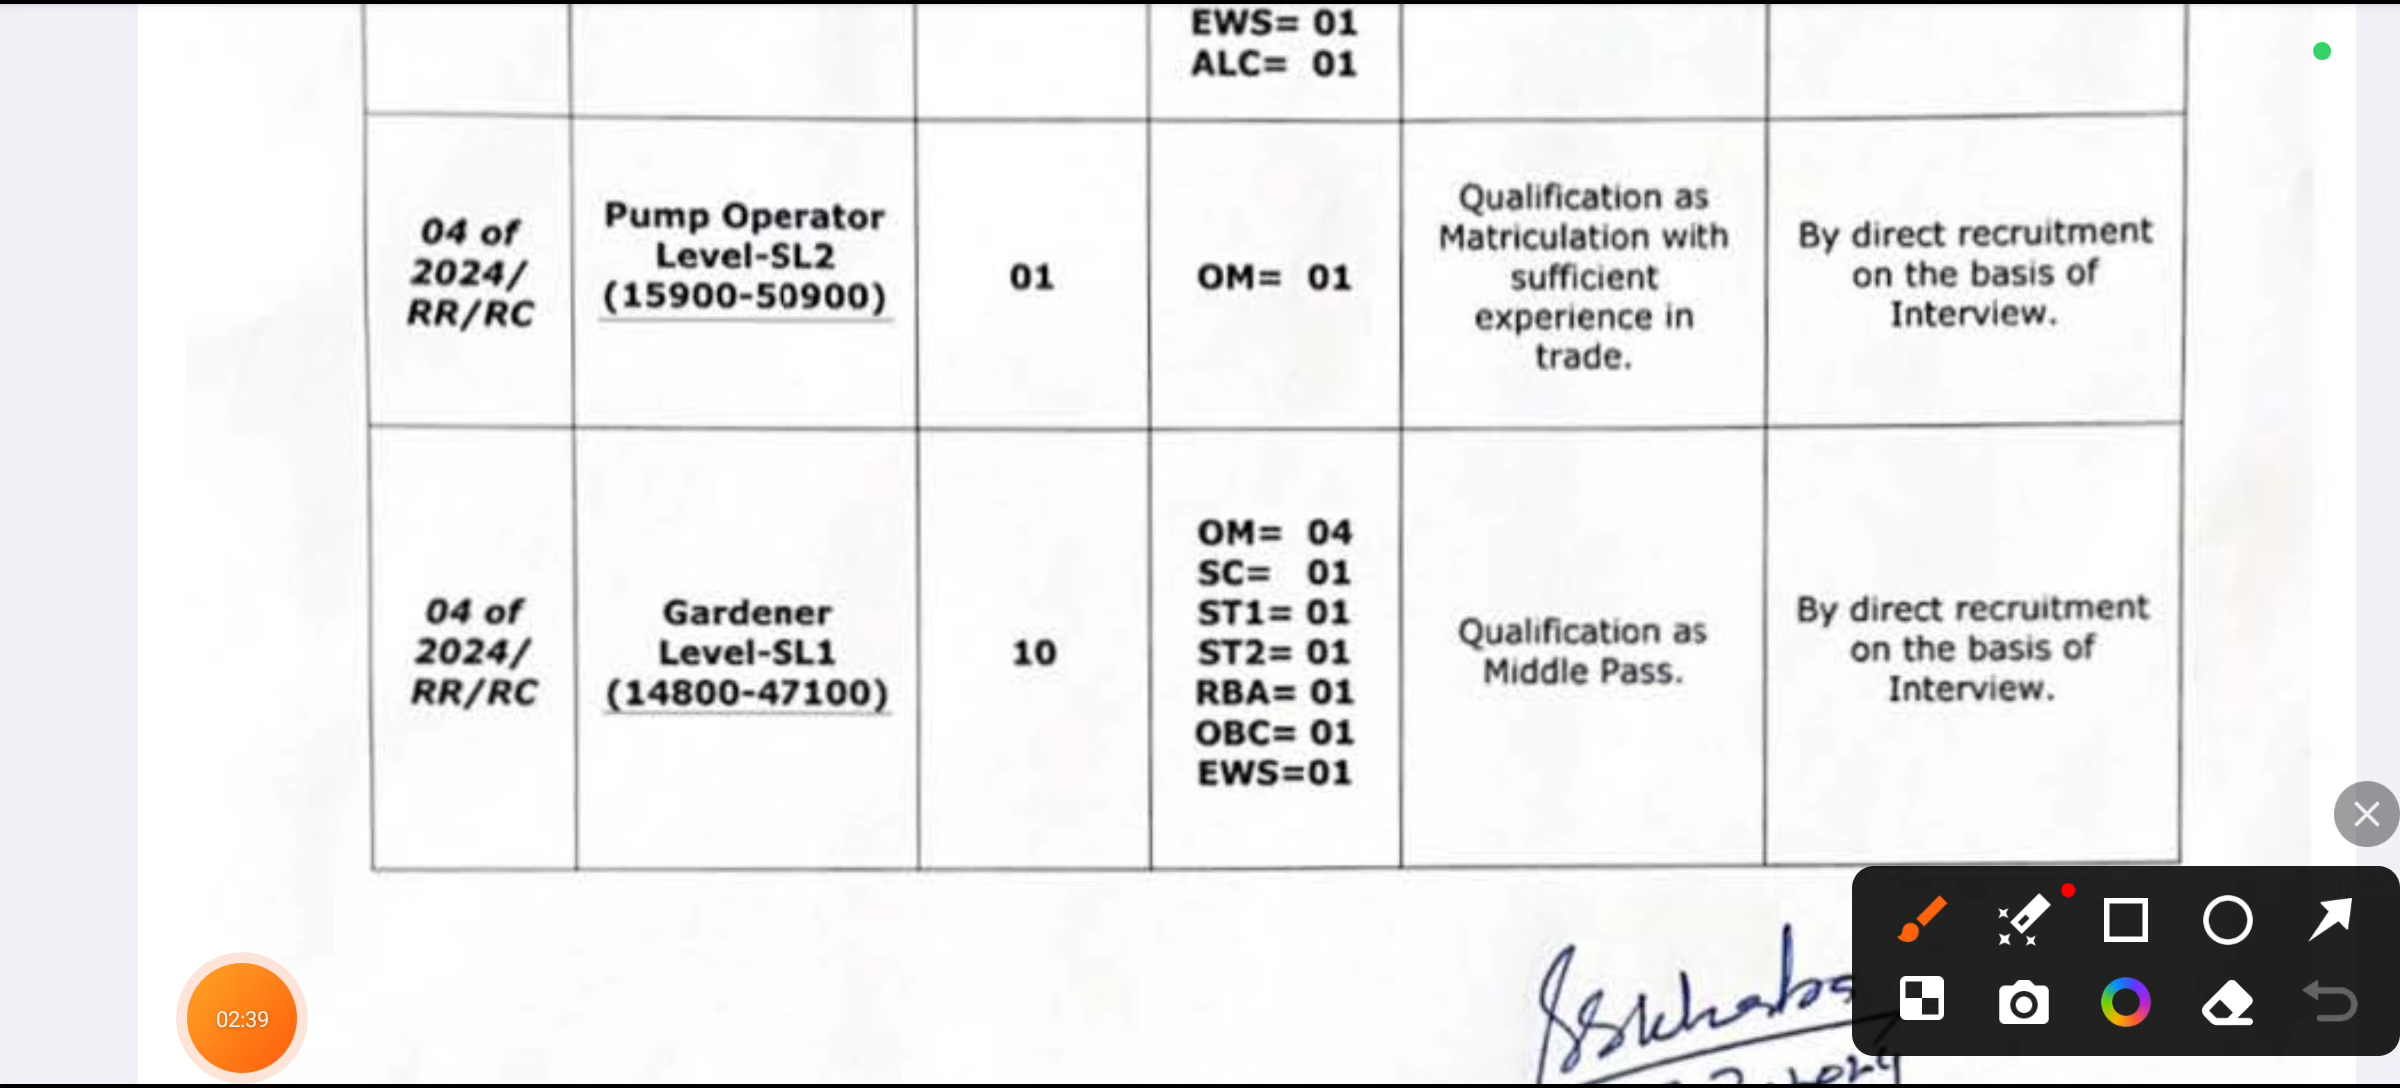 EWS= 01
ALC= 01
04 of
2024/
RR/RC
Pump Operator
Level-SL2
(15900-50900)
01
OM= 01
Qualification as
Matriculation with
sufficient
experience in
trade.
By direct recruitment
on the basis of
Interview.
04 of
2024/
RR/RC
Gardener
Level-SL1
(14800-47100)
10
OM= 04
SC= 01
ST1= 01
ST2= 01
RBA= 01
OBC= 01
EWS=01
Qualification as
Middle Pass.
By direct recruitment
on the basis of
Interview.
02:39